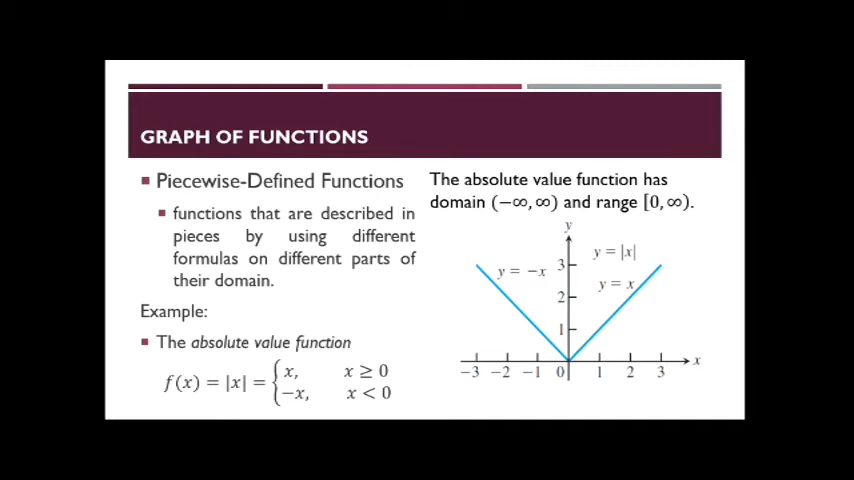 GRAPH OF FUNCTIONS
Piecewise-Defined Functions
functions that are described in
pieces by using different
formulas on different parts of
their domain.
Example:
The absolute value function
f(x) = |x| = { x, x ≥ 0
−x, x < 0
The absolute value function has
domain (−∞, ∞) and range [0, ∞).
y
y = |x|
y = −x
3
y = x
2
1
−3 −2 −1 0 1 2 3
x